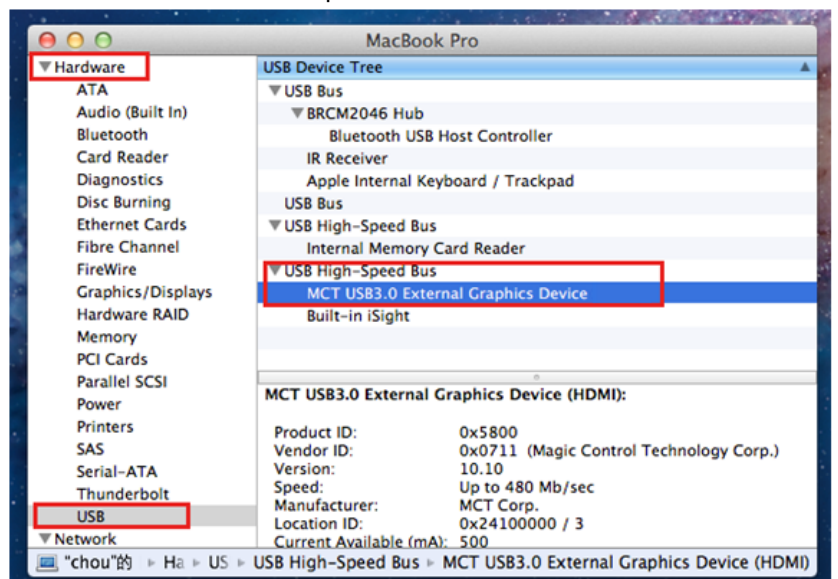 MacBook Pro
Hardware
ATA
Audio (Built In)
Bluetooth
Card Reader
Diagnostics
Disc Burning
Ethernet Cards
Fibre Channel
FireWire
Graphics/Displays
Hardware RAID
Memory
PCI Cards
Parallel SCSI
Power
Printers
SAS
Serial-ATA
Thunderbolt
USB
Network
USB Device Tree
USB Bus
BRCM2046 Hub
Bluetooth USB Host Controller
IR Receiver
Apple Internal Keyboard / Trackpad
USB Bus
USB High-Speed Bus
Internal Memory Card Reader
USB High-Speed Bus
MCT USB3.0 External Graphics Device
Built-in iSight
MCT USB3.0 External Graphics Device (HDMI):
Product ID: 0x5800
Vendor ID: 0x0711 (Magic Control Technology Corp.)
Version: 10.10
Speed: Up to 480 Mb/sec
Manufacturer: MCT Corp.
Location ID: 0x24100000 / 3
Current Available (mA): 500
"chou"的 ▸ Ha ▸ US ▸ USB High-Speed Bus ▸ MCT USB3.0 External Graphics Device (HDMI)